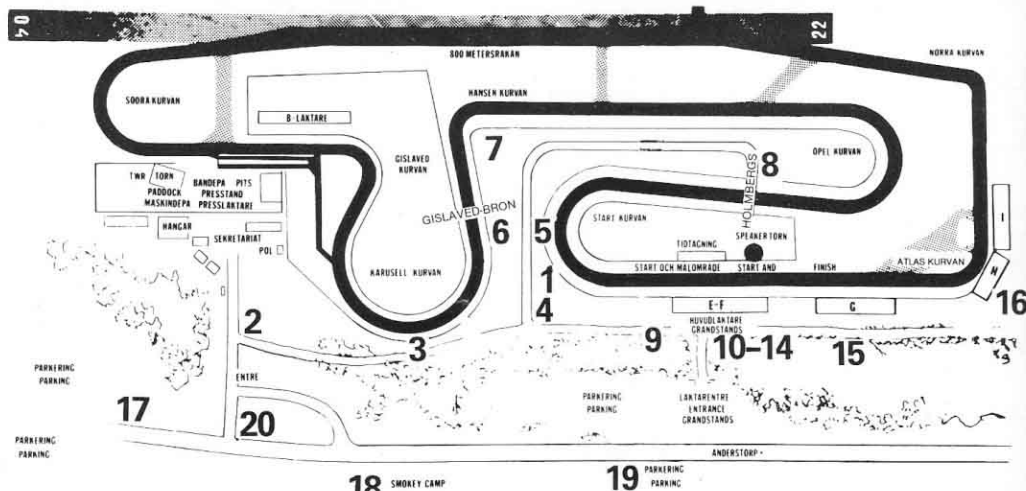 04
22
800 METERSRAKAN
NORRA KURVAN
HANSEN KURVAN
SODRA KURVAN
B-LAKTARE
7
OPEL KURVAN
8
GISLAVED
KURVAN
TWR TORN
PADDOCK
MASKINDEPA
BANDEPA PITS
PRESSTAND
PRESSLAKTARE
GISLAVED-BRON
HOLMBERGS
6
5
START KURVAN
SPEAKERTORN
I
HANGAR
SEKRETARIAT
POL
TIDTAGNING
KARUSELL KURVAN
START OCH MALOMRADE
START AND
FINISH
ATLAS KURVAN
H
1
16
4
E-F
G
HUVUDLAKTARE
GRANDSTANDS
2
3
9
10–14
15
PARKERING
PARKING
ENTRE
PARKERING
PARKING
LAKTARENTRE
ENTRANCE
GRANDSTANDS
17
20
PARKERING
PARKING
ANDERSTORP
18
SMOKEY CAMP
19
PARKERING
PARKING